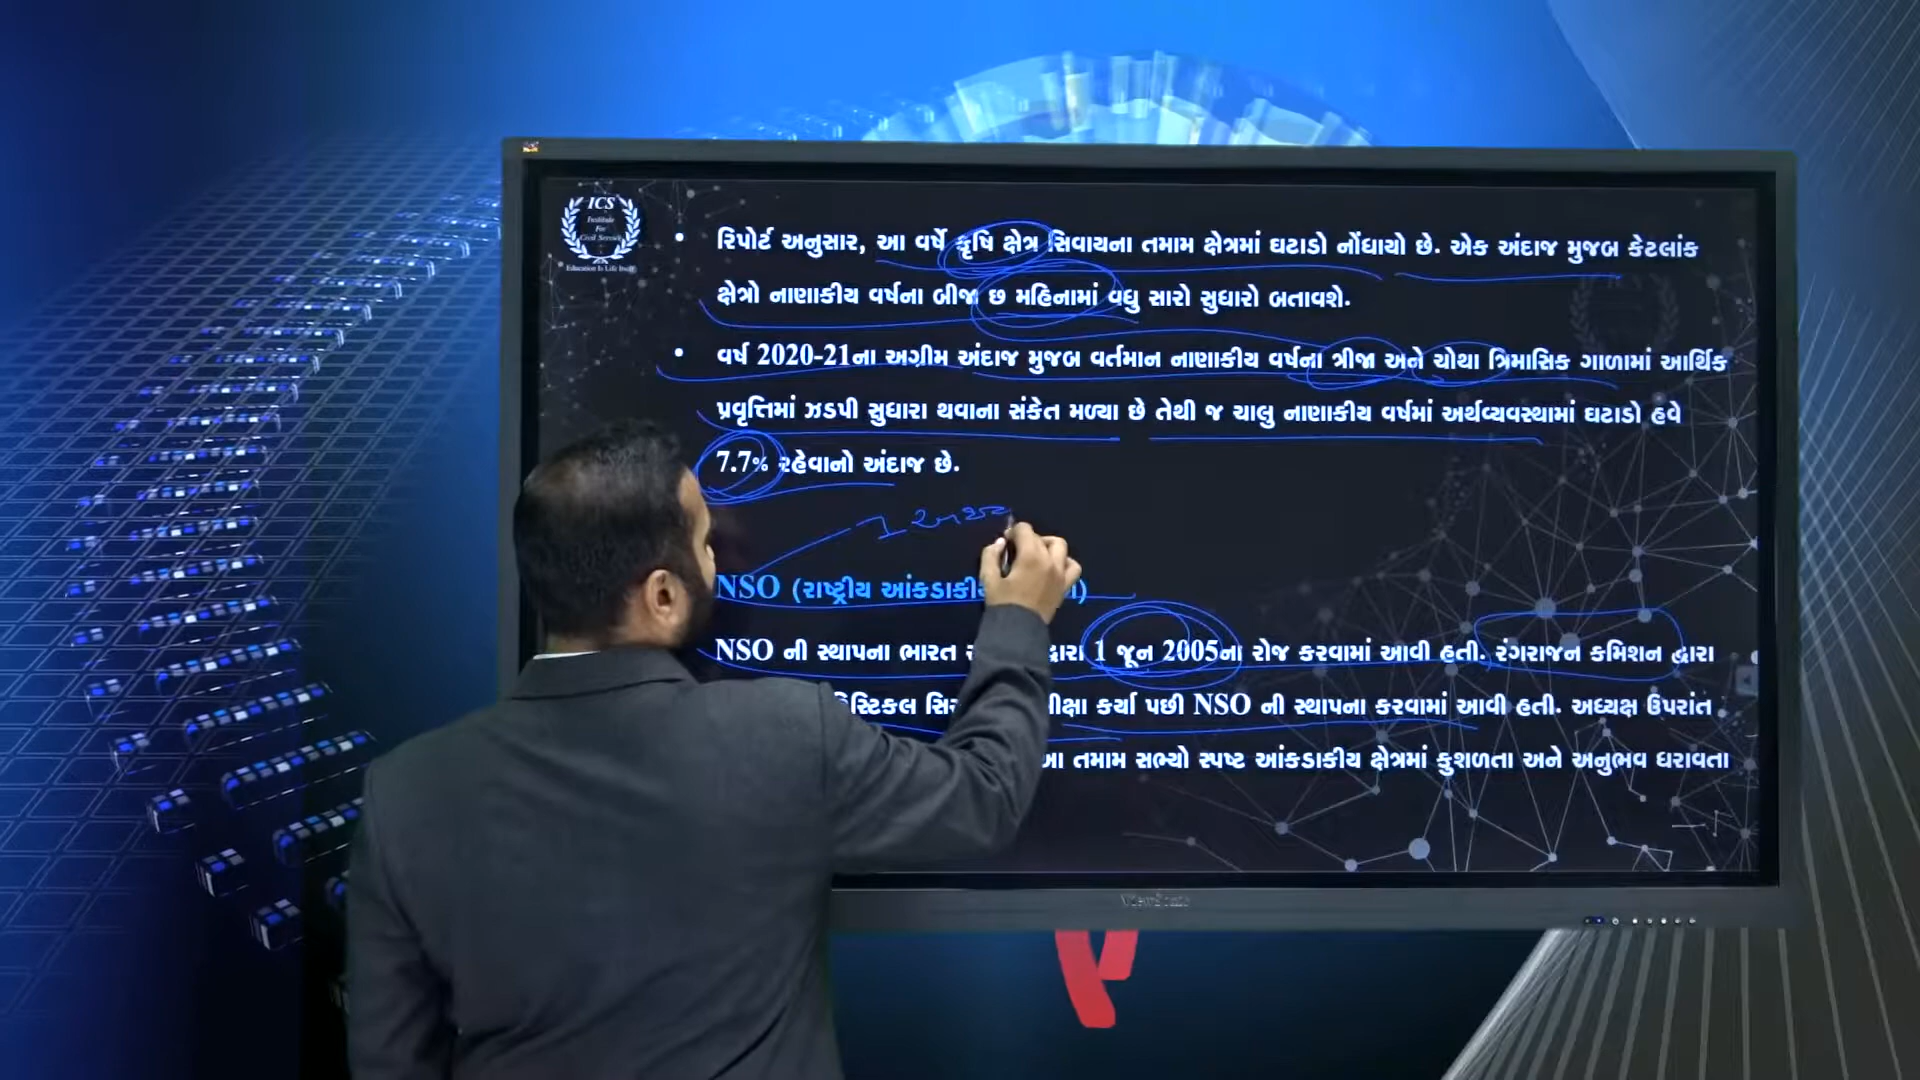 ICS
Institute
For
Civil Services
Education Is Life Itself
• રિપોર્ટ અનુસાર, આ વર્ષે કૃષિ ક્ષેત્ર સિવાયના તમામ ક્ષેત્રમાં ઘટાડો નોંધાયો છે. એક અંદાજ મુજબ કેટલાંક
ક્ષેત્રો નાણાકીય વર્ષના બીજા છ મહિનામાં વધુ સારો સુધારો બતાવશે.
• વર્ષ 2020-21ના અગ્રીમ અંદાજ મુજબ વર્તમાન નાણાકીય વર્ષના ત્રીજા અને ચોથા ત્રિમાસિક ગાળામાં આર્થિક
પ્રવૃત્તિમાં ઝડપી સુધારા થવાના સંકેત મળ્યા છે તેથી જ ચાલુ નાણાકીય વર્ષમાં અર્થવ્યવસ્થામાં ઘટાડો હવે
7.7% રહેવાનો અંદાજ છે.
NSO (રાષ્ટ્રીય
NSO ની સ્થાપના ભારત દ્વારા 1 જૂન 2005ના રોજ કરવામાં આવી હતી. રંગરાજન કમિશન દ્વારા
કર્યા પછી NSO ની સ્થાપના કરવામાં આવી હતી. અધ્યક્ષ ઉપરાંત
આ તમામ સભ્યો સ્પષ્ટ આંકડાકીય ક્ષેત્રમાં કુશળતા અને અનુભવ ધરાવતા
ViewSonic